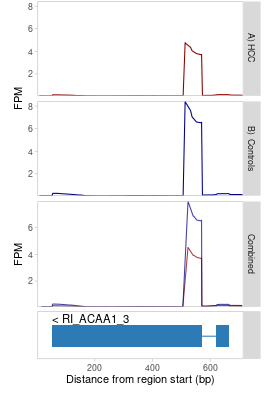 8
6
4
2
FPM
A) HCC
8
6
4
2
FPM
B) Controls
6
4
2
FPM
Combined
< RI_ACAA1_3
200 400 600
Distance from region start (bp)